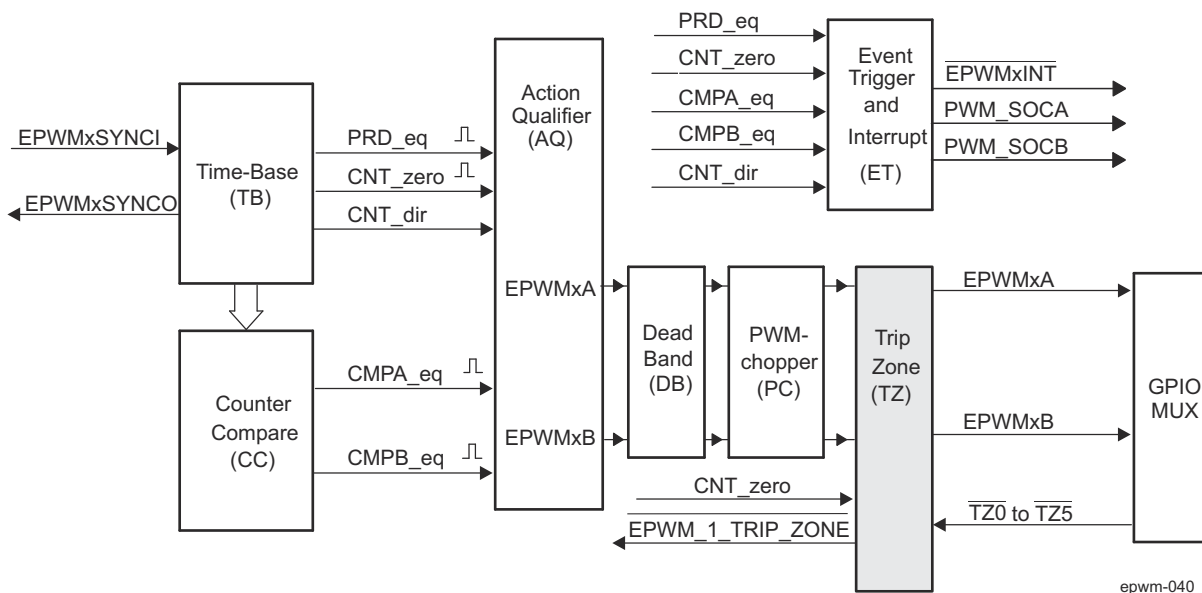 EPWMxSYNCI
EPWMxSYNCO
Time-Base
(TB)
PRD_eq
CNT_zero
CNT_dir
Counter
Compare
(CC)
CMPA_eq
CMPB_eq
Action
Qualifier
(AQ)
EPWMxA
EPWMxB
PRD_eq
CNT_zero
CMPA_eq
CMPB_eq
CNT_dir
Event
Trigger
and
Interrupt
(ET)
EPWMxINT
PWM_SOCA
PWM_SOCB
Dead
Band
(DB)
PWM-
chopper
(PC)
Trip
Zone
(TZ)
CNT_zero
EPWM_1_TRIP_ZONE
EPWMxA
EPWMxB
TZ0 to TZ5
GPIO
MUX
epwm-040